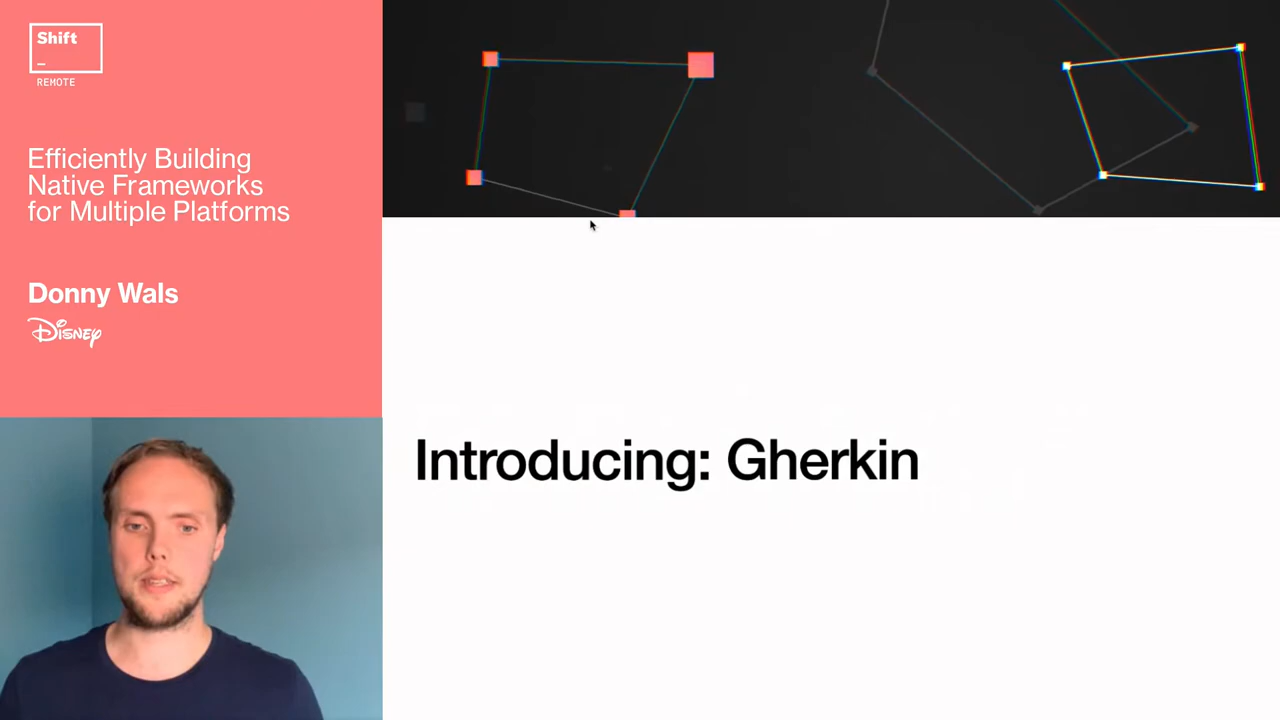 Shift
_
REMOTE
Efficiently Building
Native Frameworks
for Multiple Platforms
Donny Wals
Disney
Introducing: Gherkin